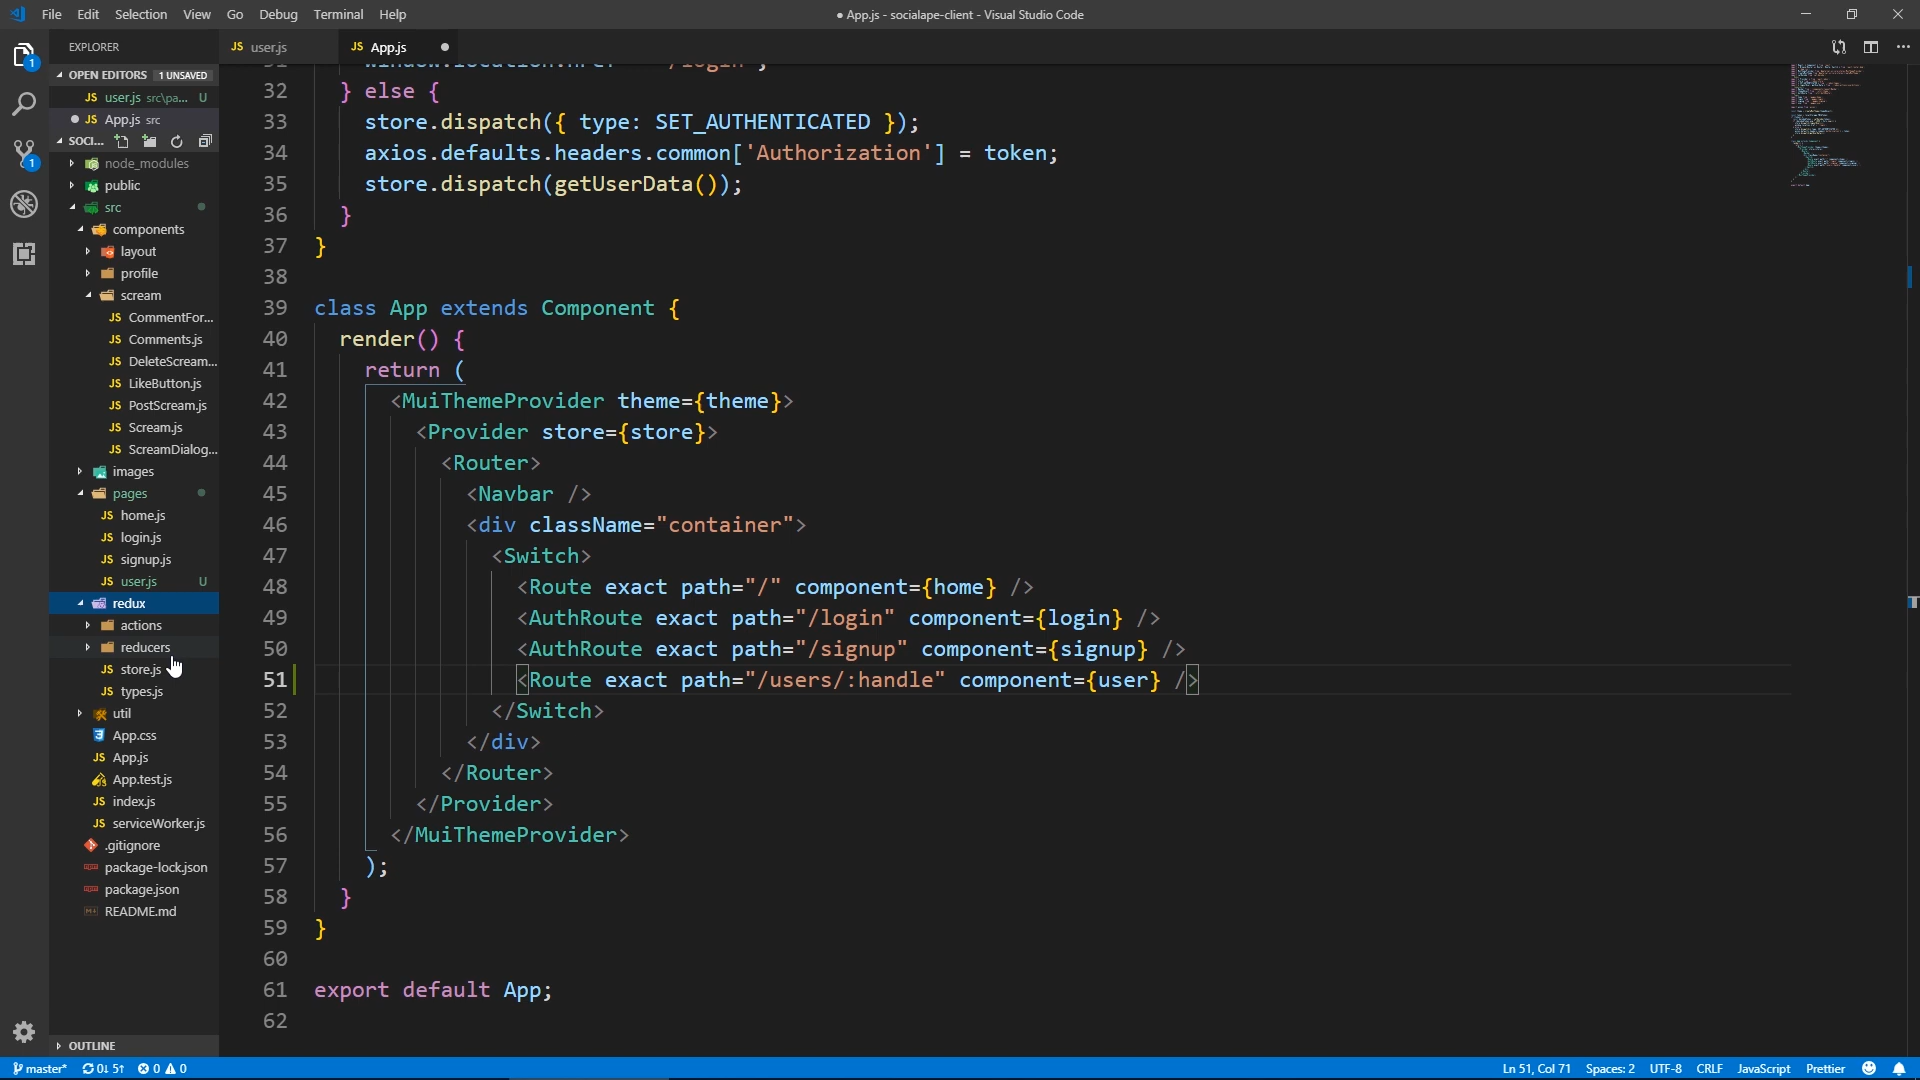 File Edit Selection View Go Debug Terminal Help
● App.js - socialape-client - Visual Studio Code
EXPLORER
JS user.js
JS App.js ●
OPEN EDITORS 1 UNSAVED
JS user.js src\pa... U
● JS App.js src
SOCI...
node_modules
public
src
components
layout
profile
scream
JS CommentFor...
JS Comments.js
JS DeleteScream...
JS LikeButton.js
JS PostScream.js
JS Scream.js
JS ScreamDialog...
images
pages
JS home.js
JS login.js
JS signup.js
JS user.js U
redux
actions
reducers
JS store.js
JS types.js
util
App.css
JS App.js
App.test.js
JS index.js
JS serviceWorker.js
.gitignore
package-lock.json
package.json
README.md
OUTLINE
32 } else {
33 store.dispatch({ type: SET_AUTHENTICATED });
34 axios.defaults.headers.common['Authorization'] = token;
35 store.dispatch(getUserData());
36 }
37 }
38
39 class App extends Component {
40 render() {
41 return (
42 <MuiThemeProvider theme={theme}>
43 <Provider store={store}>
44 <Router>
45 <Navbar />
46 <div className="container">
47 <Switch>
48 <Route exact path="/" component={home} />
49 <AuthRoute exact path="/login" component={login} />
50 <AuthRoute exact path="/signup" component={signup} />
51 <Route exact path="/users/:handle" component={user} />
52 </Switch>
53 </div>
54 </Router>
55 </Provider>
56 </MuiThemeProvider>
57 );
58 }
59 }
60
61 export default App;
62
master* 0↓ 5↑ 0 0
Ln 51, Col 71 Spaces: 2 UTF-8 CRLF JavaScript Prettier